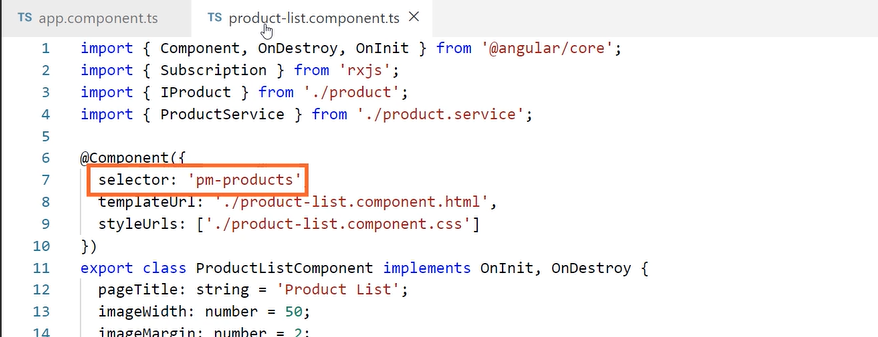 TS app.component.ts
TS product-list.component.ts ×
1 import { Component, OnDestroy, OnInit } from '@angular/core';
2 import { Subscription } from 'rxjs';
3 import { IProduct } from './product';
4 import { ProductService } from './product.service';
5
6 @Component({
7 selector: 'pm-products'
8 templateUrl: './product-list.component.html',
9 styleUrls: ['./product-list.component.css']
10 })
11 export class ProductListComponent implements OnInit, OnDestroy {
12 pageTitle: string = 'Product List';
13 imageWidth: number = 50;
14 imageMargin: number = 2;